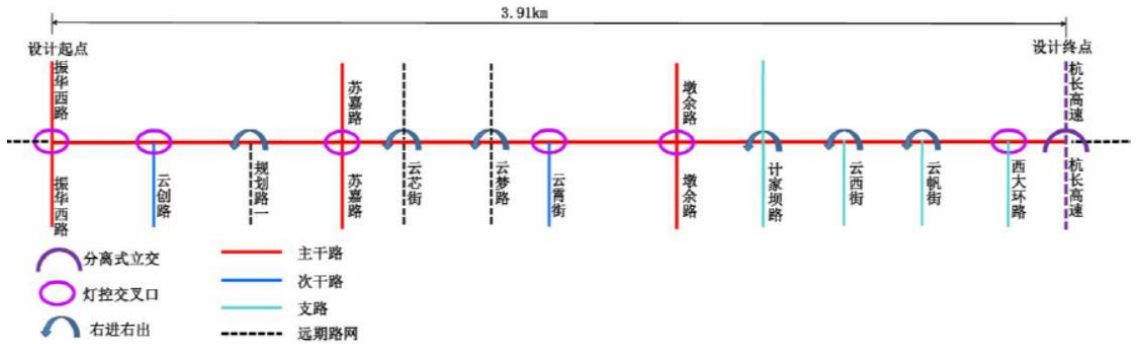 3.91km
设计起点
设计终点
振华西路
苏嘉路
墩余路
杭长高速
振华西路
云创路
规划路一
苏嘉路
云芯街
云梦路
云霄街
墩余路
计家坝路
云西街
云帆街
西大环路
杭长高速
分离式立交
灯控交叉口
右进右出
主干路
次干路
支路
远期路网